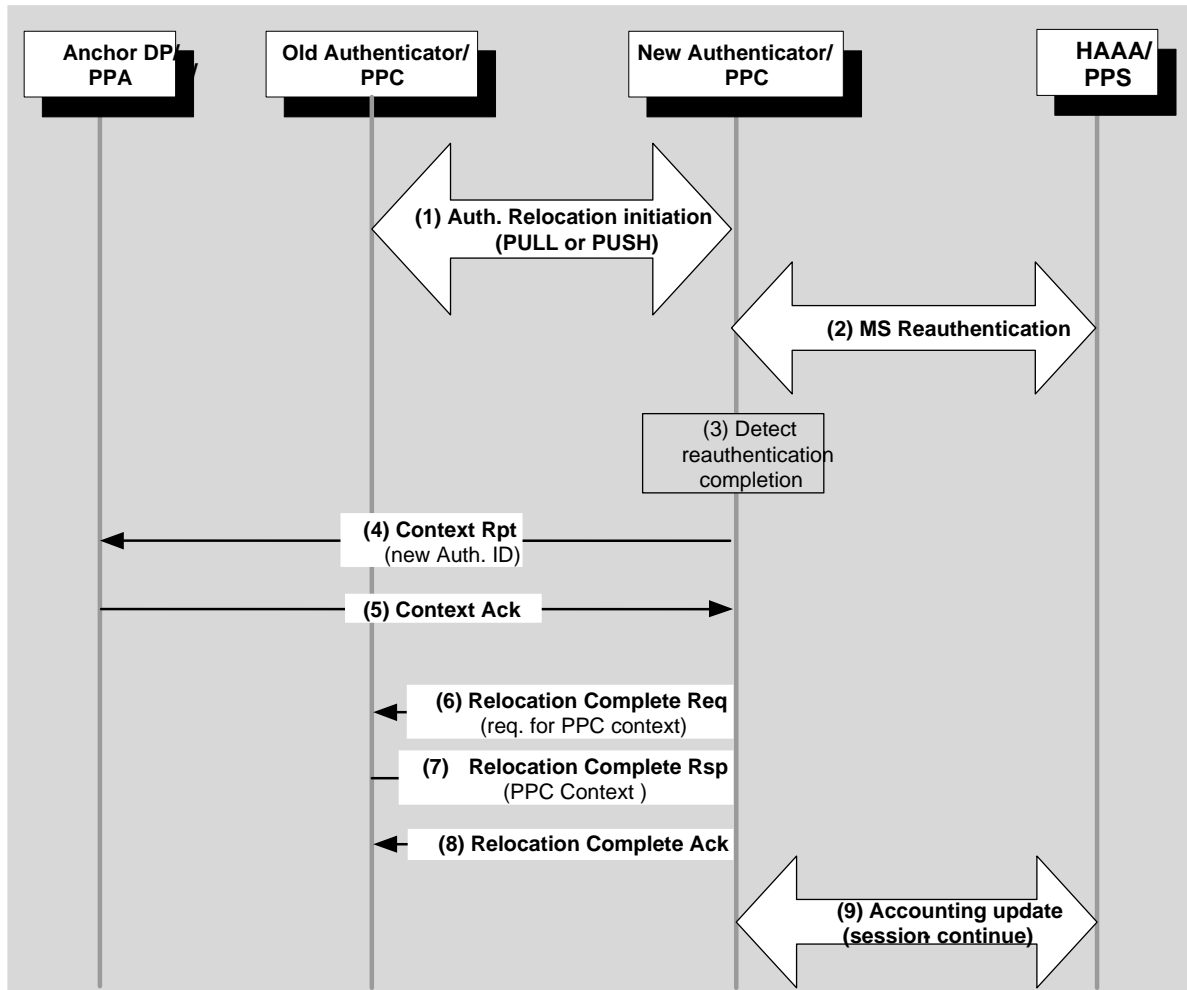 Anchor DP/
PPA
Old Authenticator/
PPC
New Authenticator/
PPC
HAAA/
PPS
(1) Auth. Relocation initiation
(PULL or PUSH)
(2) MS Reauthentication
(3) Detect
reauthentication
completion
(4) Context Rpt
(new Auth. ID)
(5) Context Ack
(6) Relocation Complete Req
(req. for PPC context)
(7) Relocation Complete Rsp
(PPC Context )
(8) Relocation Complete Ack
(9) Accounting update
(session- continue)